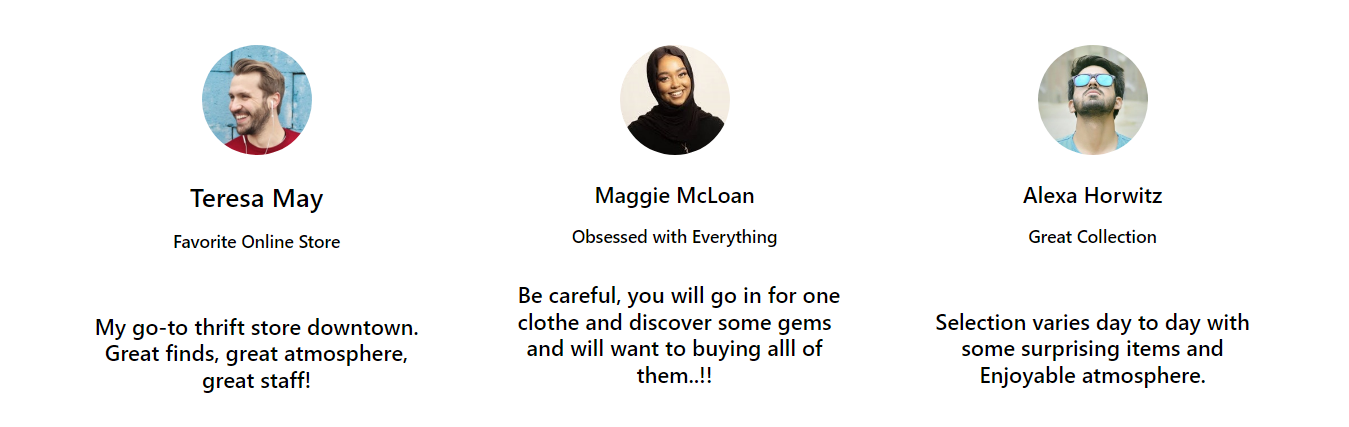 Teresa May
Favorite Online Store
My go-to thrift store downtown.
Great finds, great atmosphere,
great staff!
Maggie McLoan
Obsessed with Everything
Be careful, you will go in for one
clothe and discover some gems
and will want to buying alll of
them..!!
Alexa Horwitz
Great Collection
Selection varies day to day with
some surprising items and
Enjoyable atmosphere.